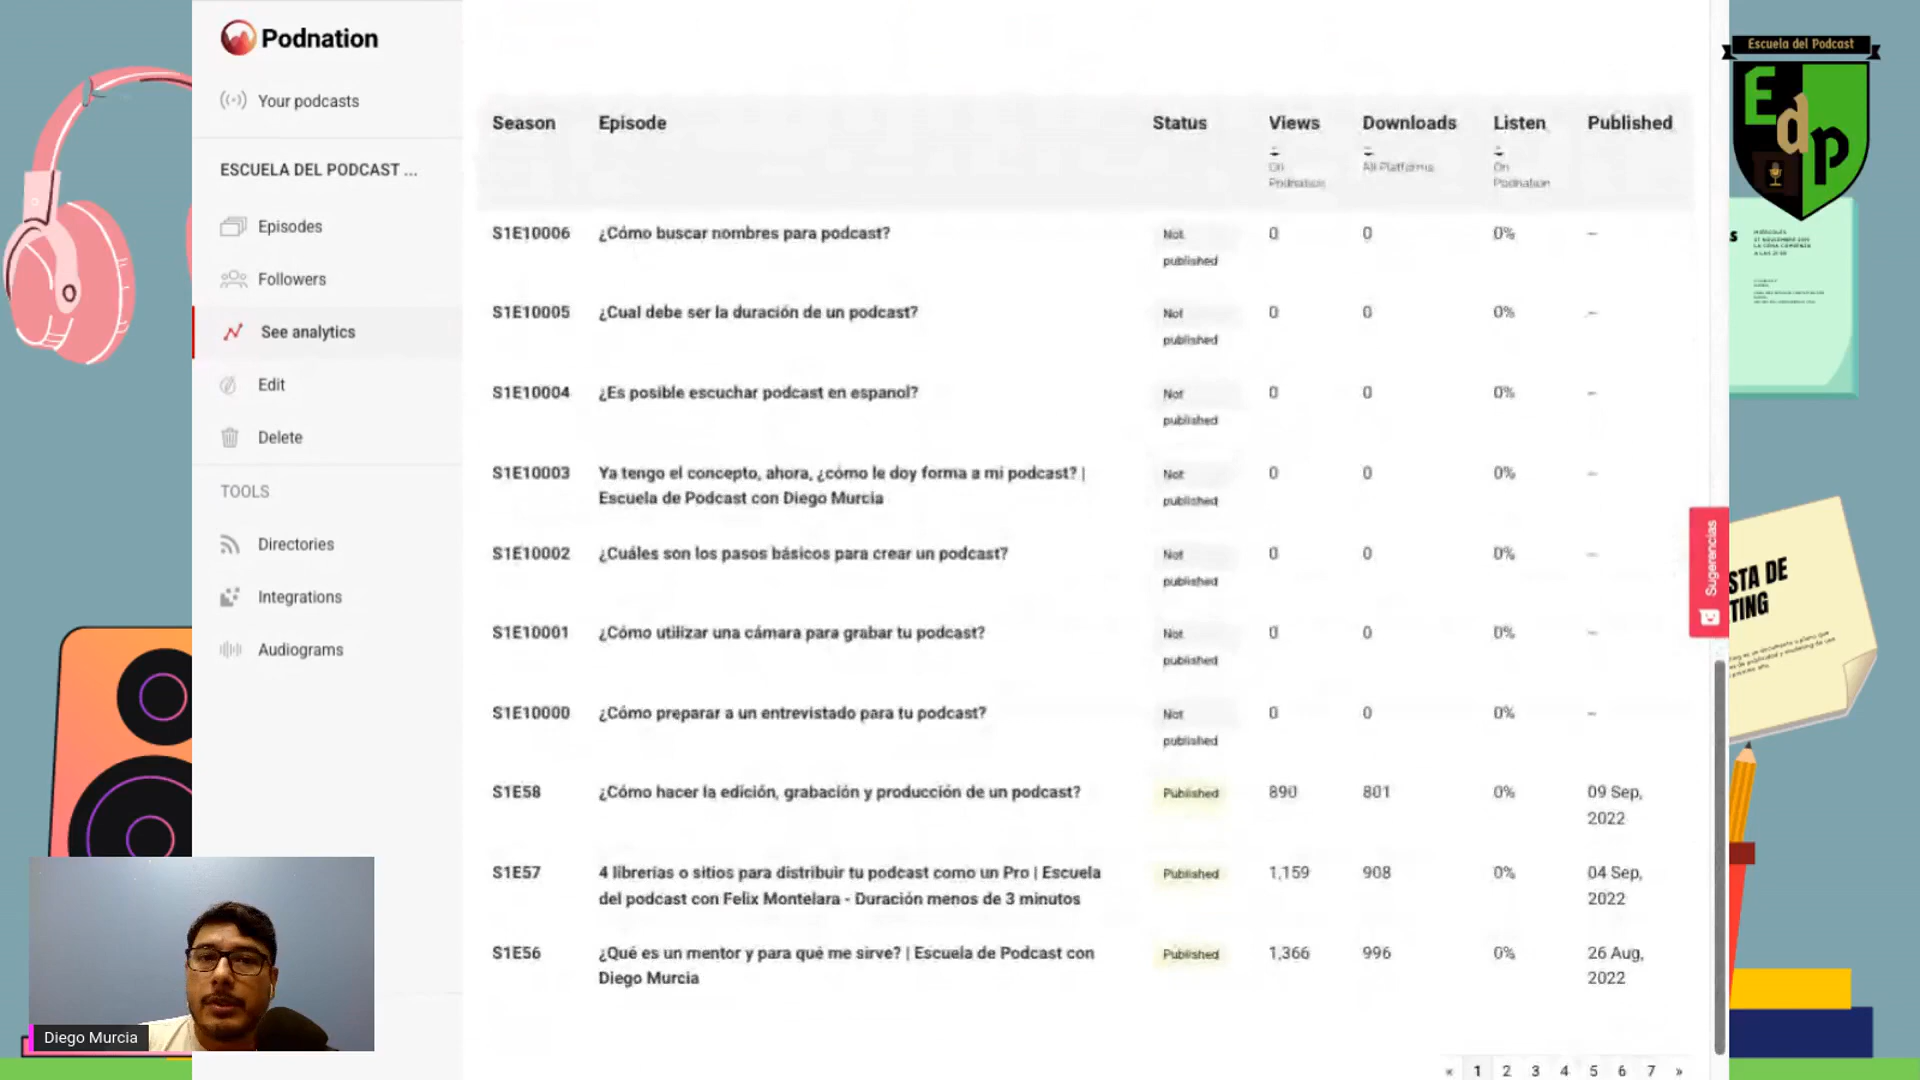 Podnation
Your podcasts
ESCUELA DEL PODCAST ...
Episodes
Followers
See analytics
Edit
Delete
TOOLS
Directories
Integrations
Audiograms
Season Episode Status Views Downloads Listen Published
On Podnation
All Platforms
On Podnation
S1E10006 ¿Cómo buscar nombres para podcast? Not published 0 0 0% –
S1E10005 ¿Cual debe ser la duración de un podcast? Not published 0 0 0% –
S1E10004 ¿Es posible escuchar podcast en espanol? Not published 0 0 0% –
S1E10003 Ya tengo el concepto, ahora, ¿cómo le doy forma a mi podcast? |
Escuela de Podcast con Diego Murcia Not published 0 0 0% –
S1E10002 ¿Cuáles son los pasos básicos para crear un podcast? Not published 0 0 0% –
S1E10001 ¿Cómo utilizar una cámara para grabar tu podcast? Not published 0 0 0% –
S1E10000 ¿Cómo preparar a un entrevistado para tu podcast? Not published 0 0 0% –
S1E58 ¿Cómo hacer la edición, grabación y producción de un podcast? Published 890 801 0% 09 Sep, 2022
S1E57 4 librerías o sitios para distribuir tu podcast como un Pro | Escuela
del podcast con Felix Montelara - Duración menos de 3 minutos Published 1,159 908 0% 04 Sep, 2022
S1E56 ¿Qué es un mentor y para qué me sirve? | Escuela de Podcast con
Diego Murcia Published 1,366 996 0% 26 Aug, 2022
« 1 2 3 4 5 6 7 »
Sugerencias
Escuela del Podcast
E d p
MIÉRCOLES
STA DE
TING
Diego Murcia